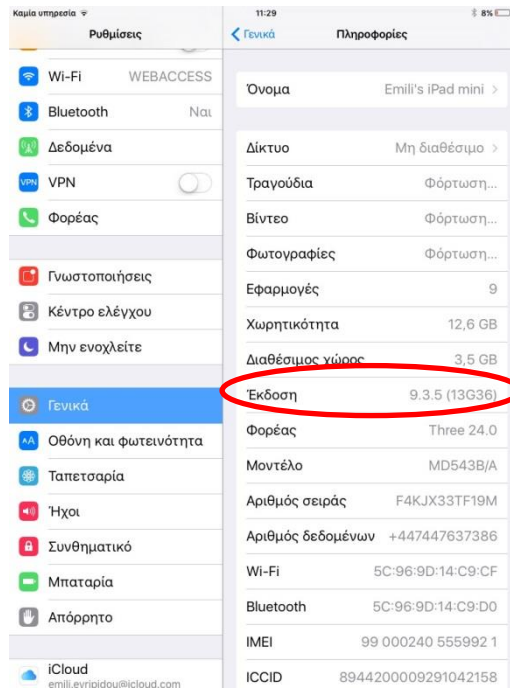 Καμία υπηρεσία
11:29
8%
Ρυθμίσεις
Wi-Fi WEBACCESS
Bluetooth Ναι
Δεδομένα
VPN VPN
Φορέας
Γνωστοποιήσεις
Κέντρο ελέγχου
Μην ενοχλείτε
Γενικά
AA Οθόνη και φωτεινότητα
Ταπετσαρία
Ήχοι
Συνθηματικό
Μπαταρία
Απόρρητο
iCloud
emili.evripidou@icloud.com
Γενικά
Πληροφορίες
Όνομα Emili's iPad mini
Δίκτυο Μη διαθέσιμο
Τραγούδια Φόρτωση...
Βίντεο Φόρτωση...
Φωτογραφίες Φόρτωση...
Εφαρμογές 9
Χωρητικότητα 12,6 GB
Διαθέσιμος χώρος 3,5 GB
Έκδοση 9.3.5 (13G36)
Φορέας Three 24.0
Μοντέλο MD543B/A
Αριθμός σειράς F4KJX33TF19M
Αριθμός δεδομένων +447447637386
Wi-Fi 5C:96:9D:14:C9:CF
Bluetooth 5C:96:9D:14:C9:D0
IMEI 99 000240 555992 1
ICCID 8944200009291042158